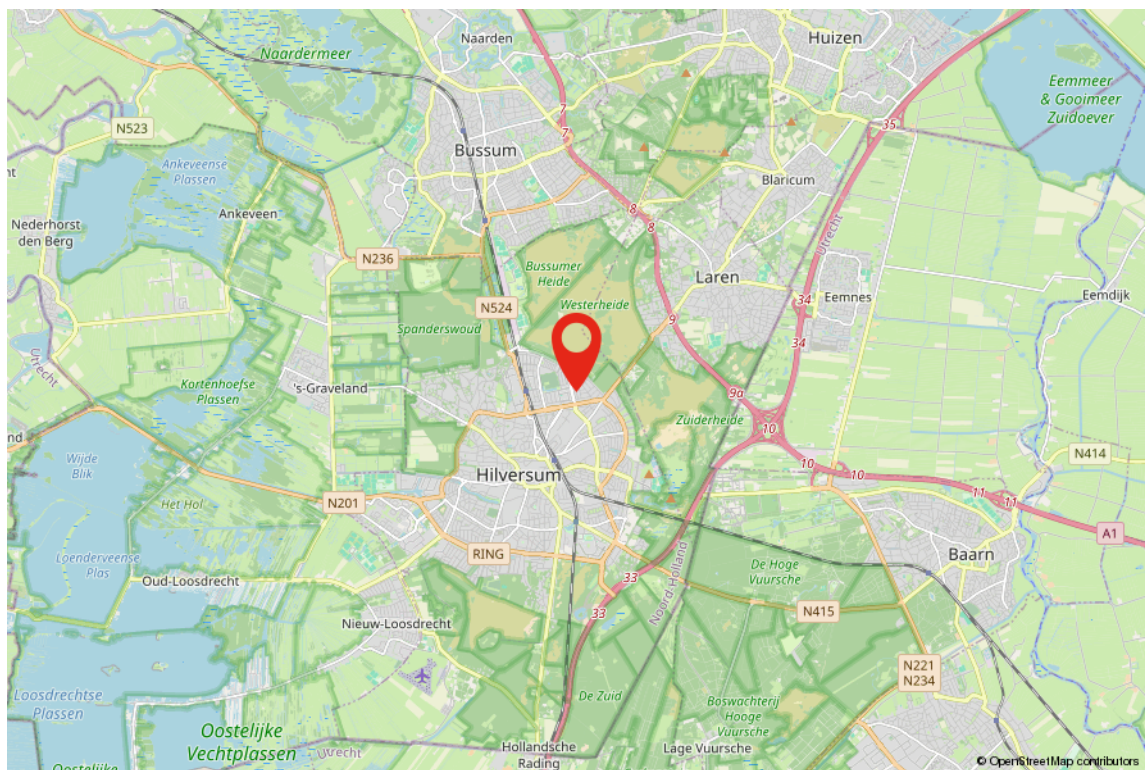 Naarden
Huizen
Naardermeer
Eemmeer
& Gooimeer
Zuidoever
N523
7
7
35
Bussum
Ankeveense
Plassen
Blaricum
Ankeveen
8
8
Nederhorst
den Berg
Utrecht
N236
Bussumer
Heide
Laren
Westerheide
Eemnes
34
Eemdijk
N524
9
Spanderswoud
34
Utrecht
Kortenhoefse
Plassen
's-Graveland
9a
Zuiderheide
10
Wijde
Blik
N414
Hilversum
10
10
11
11
N201
Het Hol
A1
Loenderveense
Plas
RING
Baarn
De Hoge
Vuursche
Oud-Loosdrecht
33
Noord-Holland
33
N415
Nieuw-Loosdrecht
N221
N234
Loosdrechtse
Plassen
De Zuid
Boswachterij
Hooge
Vuursche
Oostelijke
Vechtplassen
Utrecht
Hollandsche
Rading
Lage Vuursche
© OpenStreetMap contributors